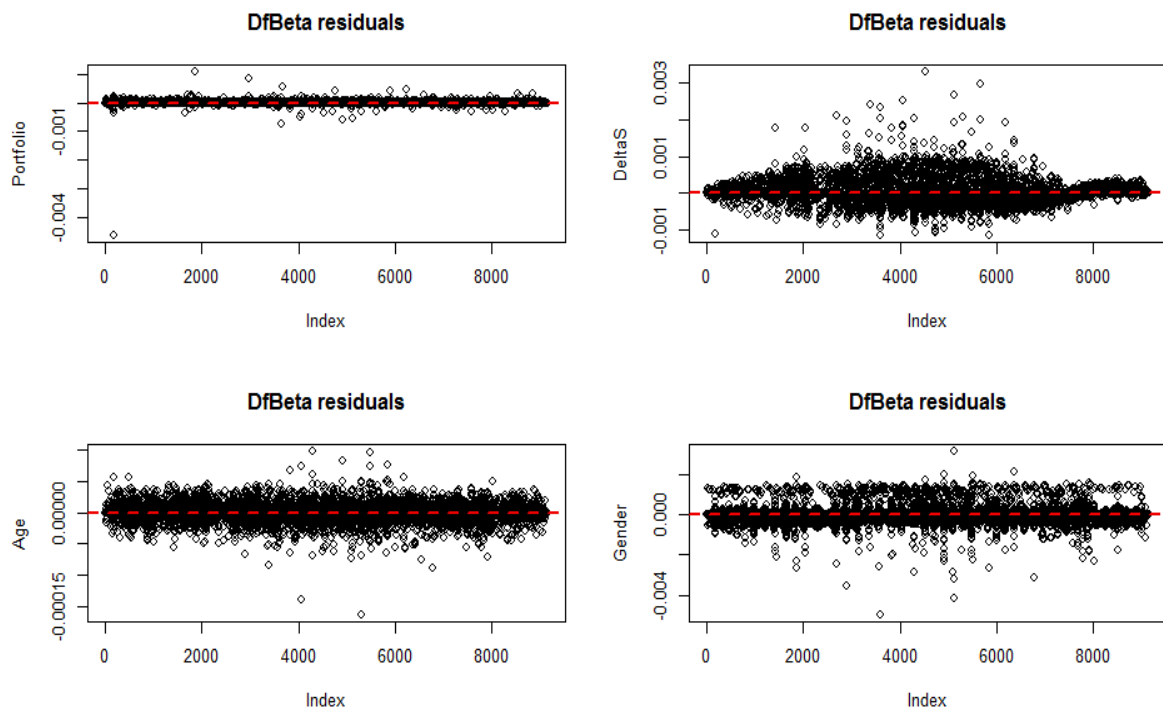 DfBeta residuals
Portfolio
-0.001
-0.004
0 2000 4000 6000 8000
Index
DfBeta residuals
DeltaS
0.003
0.001
-0.001
0 2000 4000 6000 8000
Index
DfBeta residuals
Age
0.00000
-0.00015
0 2000 4000 6000 8000
Index
DfBeta residuals
Gender
0.000
-0.004
0 2000 4000 6000 8000
Index